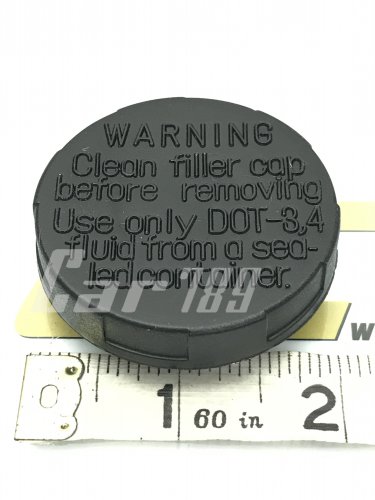 WARNING
Clean filler cap
before removing
Use only DOT-3,4
fluid from a sea-
led container.
Car 789
w
1 60 in 2